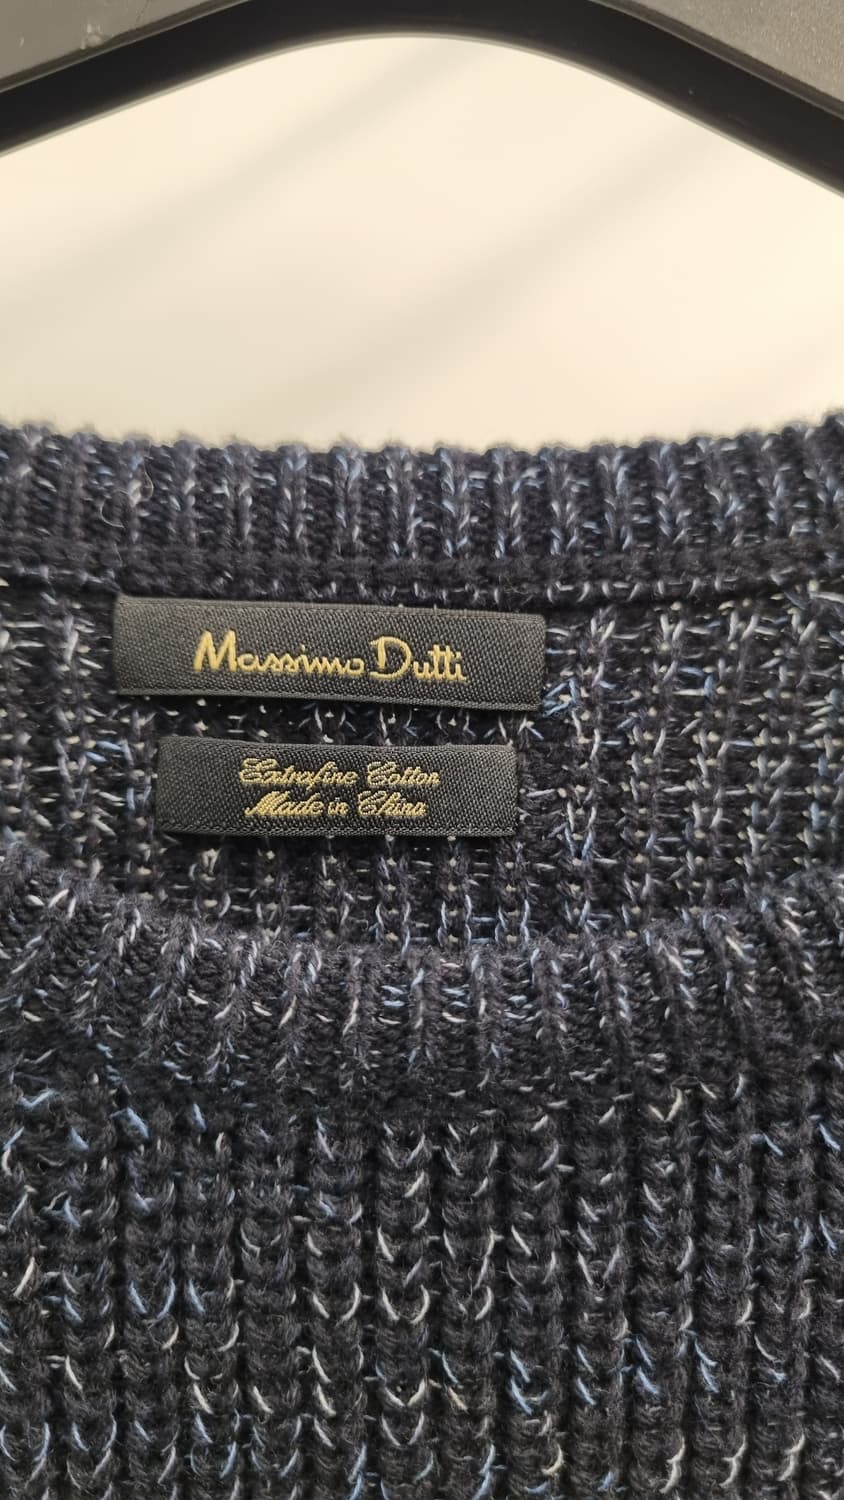 Massimo Dutti
Extrafine Cotton
Made in China